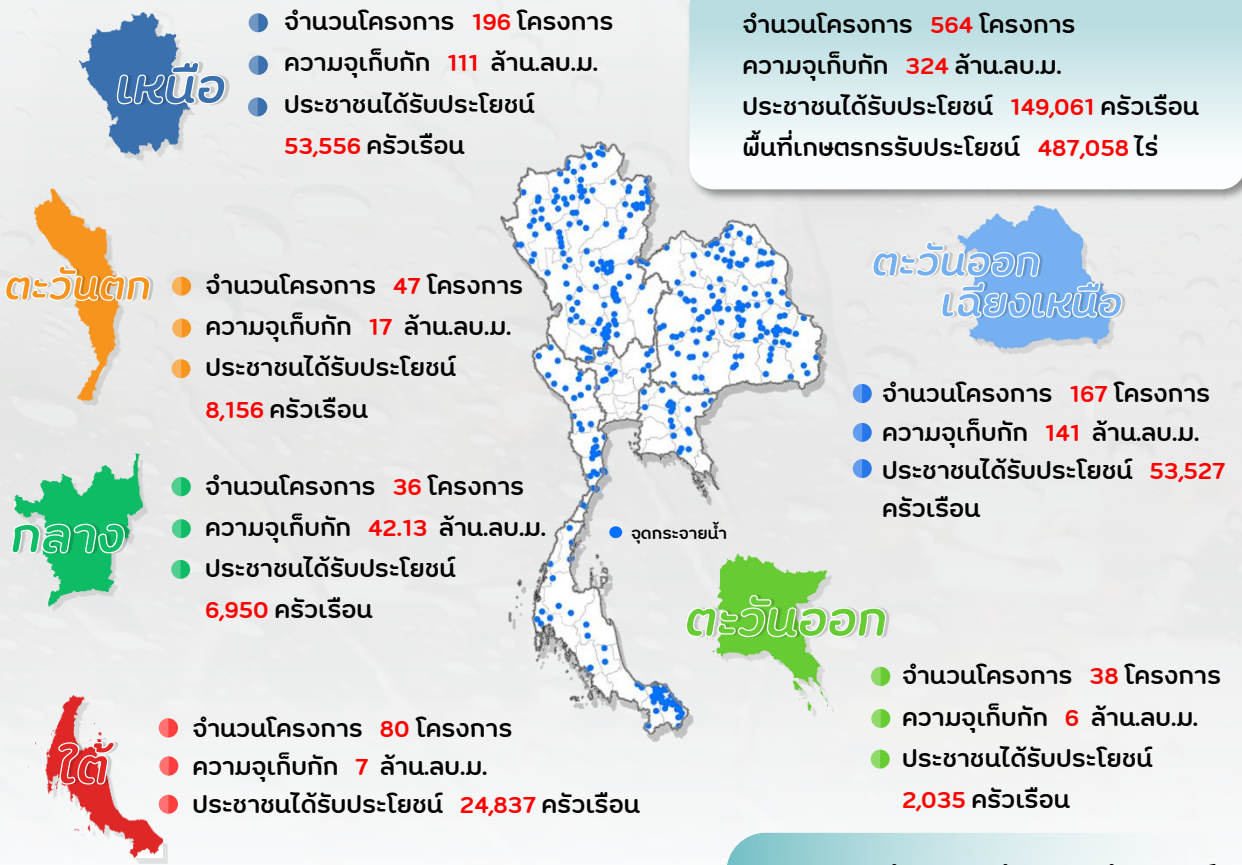 เหนือ
จำนวนโครงการ 196 โครงการ
ความจุเก็บกัก 111 ล้าน.ลบ.ม.
ประชาชนได้รับประโยชน์
53,556 ครัวเรือน
จำนวนโครงการ 564 โครงการ
ความจุเก็บกัก 324 ล้าน.ลบ.ม.
ประชาชนได้รับประโยชน์ 149,061 ครัวเรือน
พื้นที่เกษตรกรรับประโยชน์ 487,058 ไร่
ตะวันตก
จำนวนโครงการ 47 โครงการ
ความจุเก็บกัก 17 ล้าน.ลบ.ม.
ประชาชนได้รับประโยชน์
8,156 ครัวเรือน
ตะวันออก
เฉียงเหนือ
จำนวนโครงการ 167 โครงการ
ความจุเก็บกัก 141 ล้าน.ลบ.ม.
ประชาชนได้รับประโยชน์ 53,527
ครัวเรือน
กลาง
จำนวนโครงการ 36 โครงการ
ความจุเก็บกัก 42.13 ล้าน.ลบ.ม.
ประชาชนได้รับประโยชน์
6,950 ครัวเรือน
จุดกระจายน้ำ
ตะวันออก
จำนวนโครงการ 38 โครงการ
ความจุเก็บกัก 6 ล้าน.ลบ.ม.
ประชาชนได้รับประโยชน์
2,035 ครัวเรือน
ใต้
จำนวนโครงการ 80 โครงการ
ความจุเก็บกัก 7 ล้าน.ลบ.ม.
ประชาชนได้รับประโยชน์ 24,837 ครัวเรือน